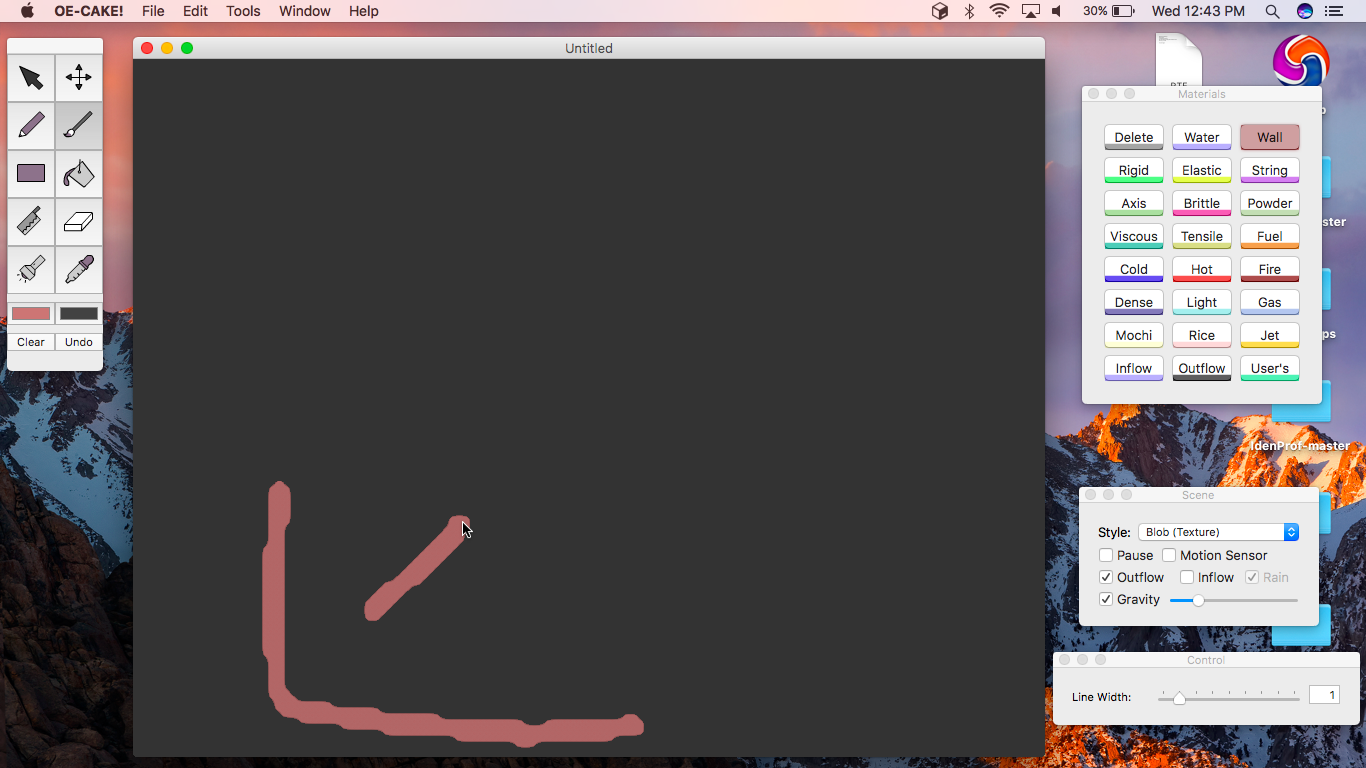 OE-CAKE! File Edit Tools Window Help 30% Wed 12:43 PM
Untitled
Clear Undo
Materials
Delete Water Wall
Rigid Elastic String
Axis Brittle Powder
Viscous Tensile Fuel
Cold Hot Fire
Dense Light Gas
Mochi Rice Jet
Inflow Outflow User's
IdenProf-master
Scene
Style: Blob (Texture)
Pause Motion Sensor
Outflow Inflow Rain
Gravity
Control
Line Width: 1